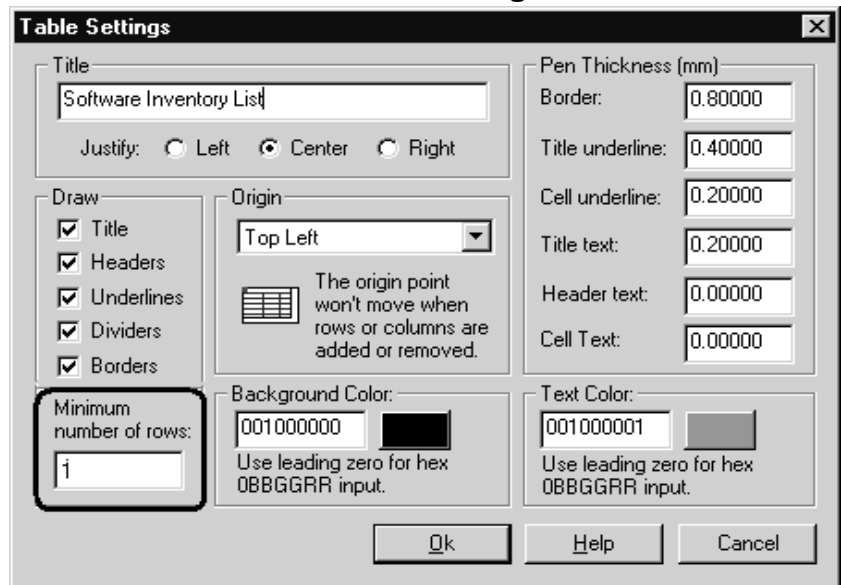 Table Settings
Title
Software Inventory List
Justify: Left Center Right
Draw
Title
Headers
Underlines
Dividers
Borders
Origin
Top Left
The origin point
won't move when
rows or columns are
added or removed.
Pen Thickness (mm)
Border: 0.80000
Title underline: 0.40000
Cell underline: 0.20000
Title text: 0.20000
Header text: 0.00000
Cell Text: 0.00000
Minimum
number of rows:
1
Background Color:
001000000
Use leading zero for hex
0BBGGRR input.
Text Color:
001000001
Use leading zero for hex
0BBGGRR input.
Ok Help Cancel